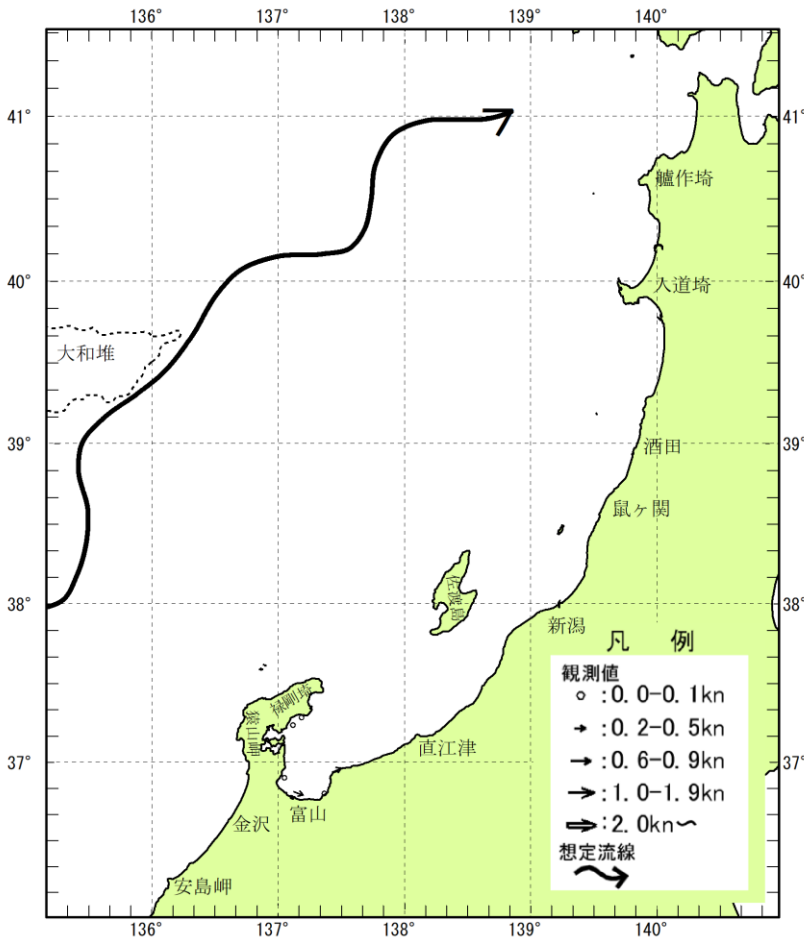 136° 137° 138° 139° 140°
41° 41°
艫作埼
40° 40°
入道埼
大和堆
39° 39°
酒田
鼠ヶ関
佐渡島
38° 38°
新潟
凡 例
観測値
:0.0-0.1kn
:0.2-0.5kn
:0.6-0.9kn
:1.0-1.9kn
:2.0kn～
想定流線
禄剛埼
猿山岬
37° 37°
直江津
富山
金沢
安島岬
136° 137° 138° 139° 140°